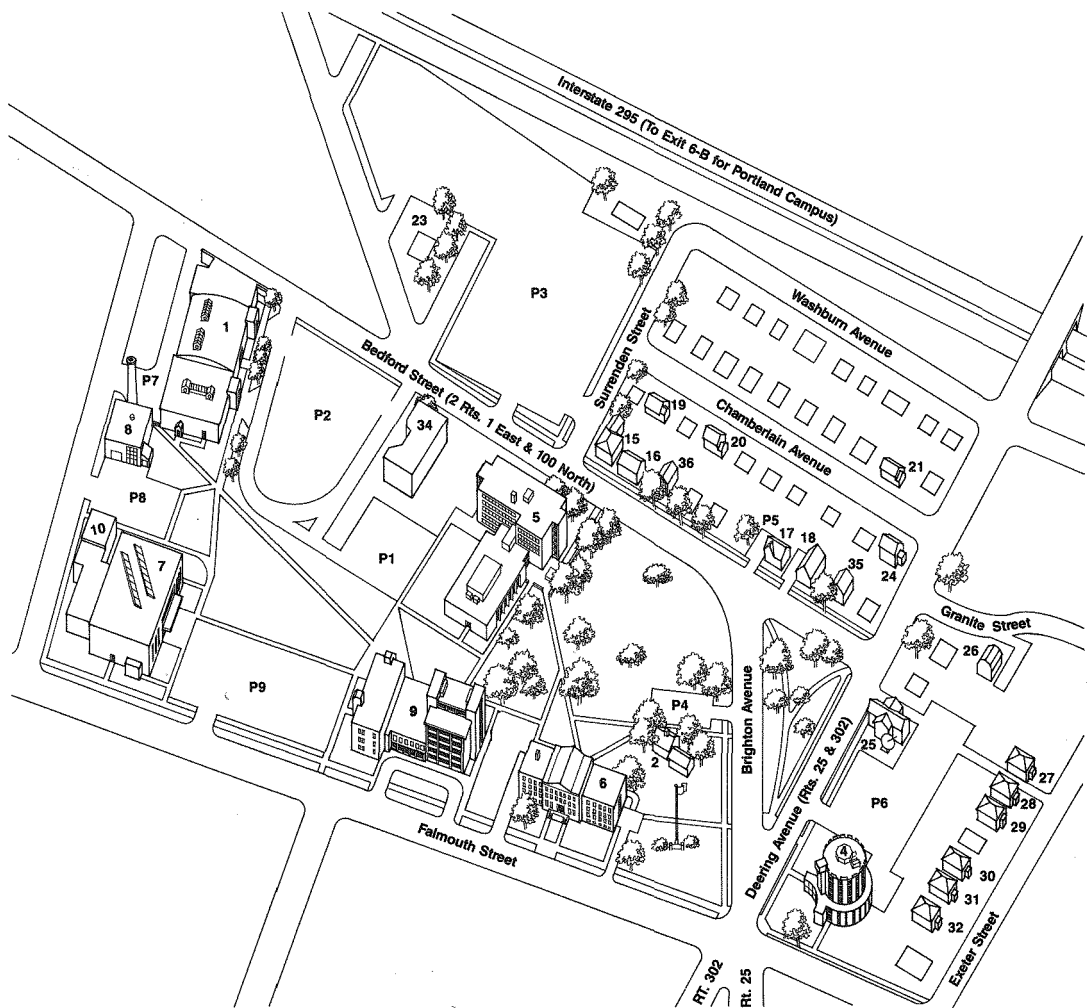 Interstate 295 (To Exit 6-B for Portland Campus)
23
P3
Washburn Avenue
1
Surrenden Street
Bedford Street (2 Rts. 1 East & 100 North)
P7
P2
Chamberlain Avenue
19
34
8
15
20
16
36
21
P8
5
10
P5
17
18
7
P1
35
24
Granite Street
26
P9
9
P4
Brighton Avenue
2
25
Deering Avenue (Rts. 25 & 302)
27
6
28
P6
29
Falmouth Street
4
30
31
32
Exeter Street
RT. 302
Rt. 25